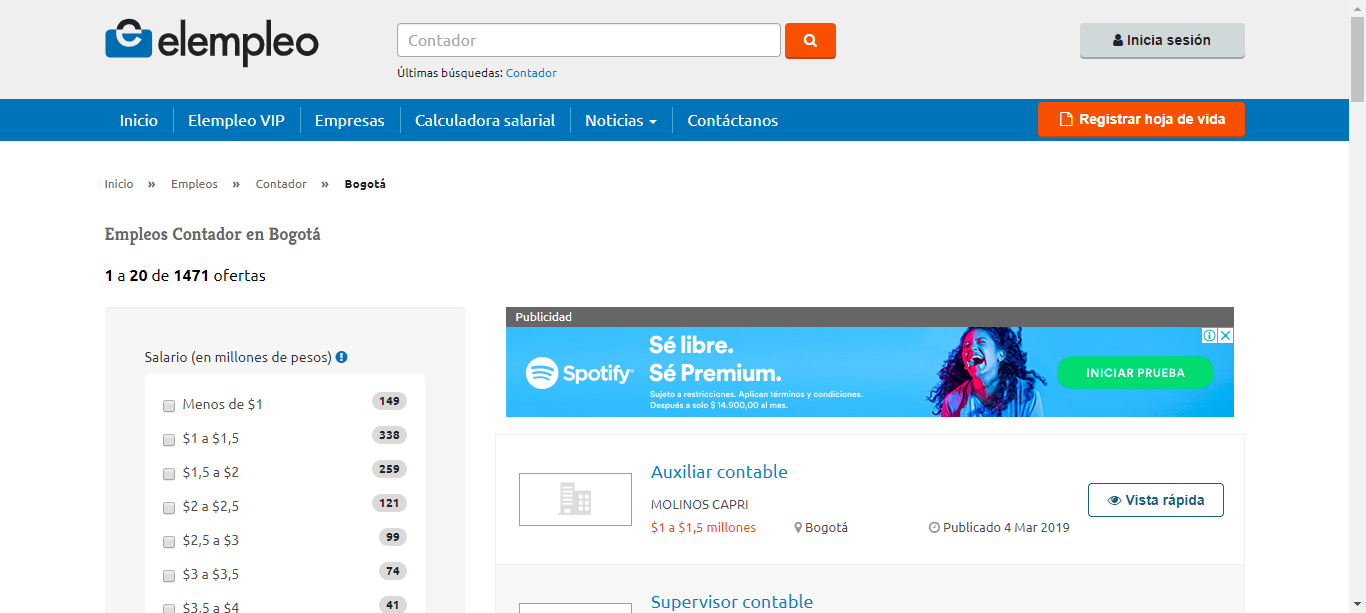 elempleo
Contador
Últimas búsquedas: Contador
Inicia sesión
Inicio Elempleo VIP Empresas Calculadora salarial Noticias Contáctanos
Registrar hoja de vida
Inicio » Empleos » Contador » Bogotá
Empleos Contador en Bogotá
1 a 20 de 1471 ofertas
Salario (en millones de pesos)
Menos de $1 149
$1 a $1,5 338
$1,5 a $2 259
$2 a $2,5 121
$2,5 a $3 99
$3 a $3,5 74
$3,5 a $4 41
Publicidad
Spotify
Sé libre.
Sé Premium.
Sujeto a restricciones. Aplican términos y condiciones.
Después a solo $ 14.900,00 al mes.
INICIAR PRUEBA
Auxiliar contable
MOLINOS CAPRI
$1 a $1,5 millones Bogotá Publicado 4 Mar 2019
Vista rápida
Supervisor contable